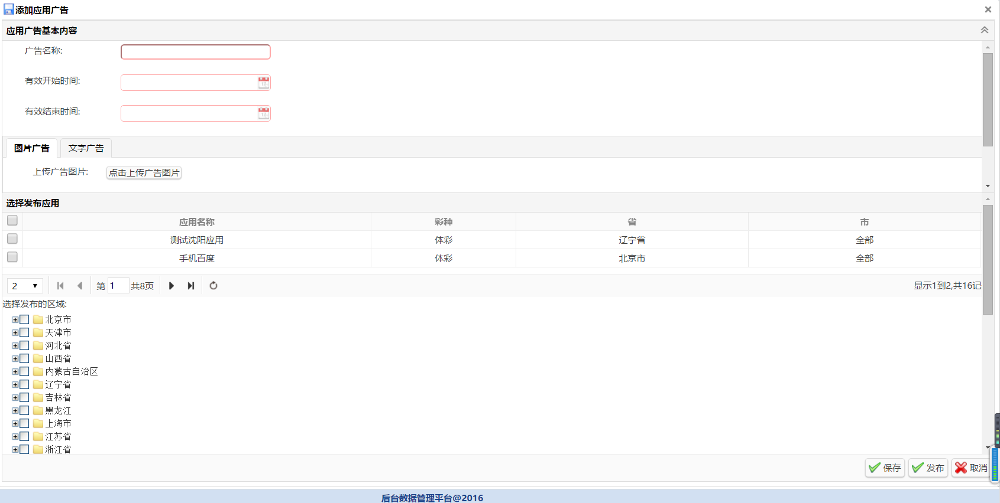 添加应用广告
应用广告基本内容
广告名称:
有效开始时间:
有效结束时间:
图片广告 文字广告
上传广告图片: 点击上传广告图片
选择发布应用
应用名称 彩种 省 市
测试沈阳应用 体彩 辽宁省 全部
手机百度 体彩 北京市 全部
2 第 1 共8页 显示1到2,共16记
选择发布的区域:
北京市
天津市
河北省
山西省
内蒙古自治区
辽宁省
吉林省
黑龙江
上海市
江苏省
浙江省
保存 发布 取消
后台数据管理平台@2016